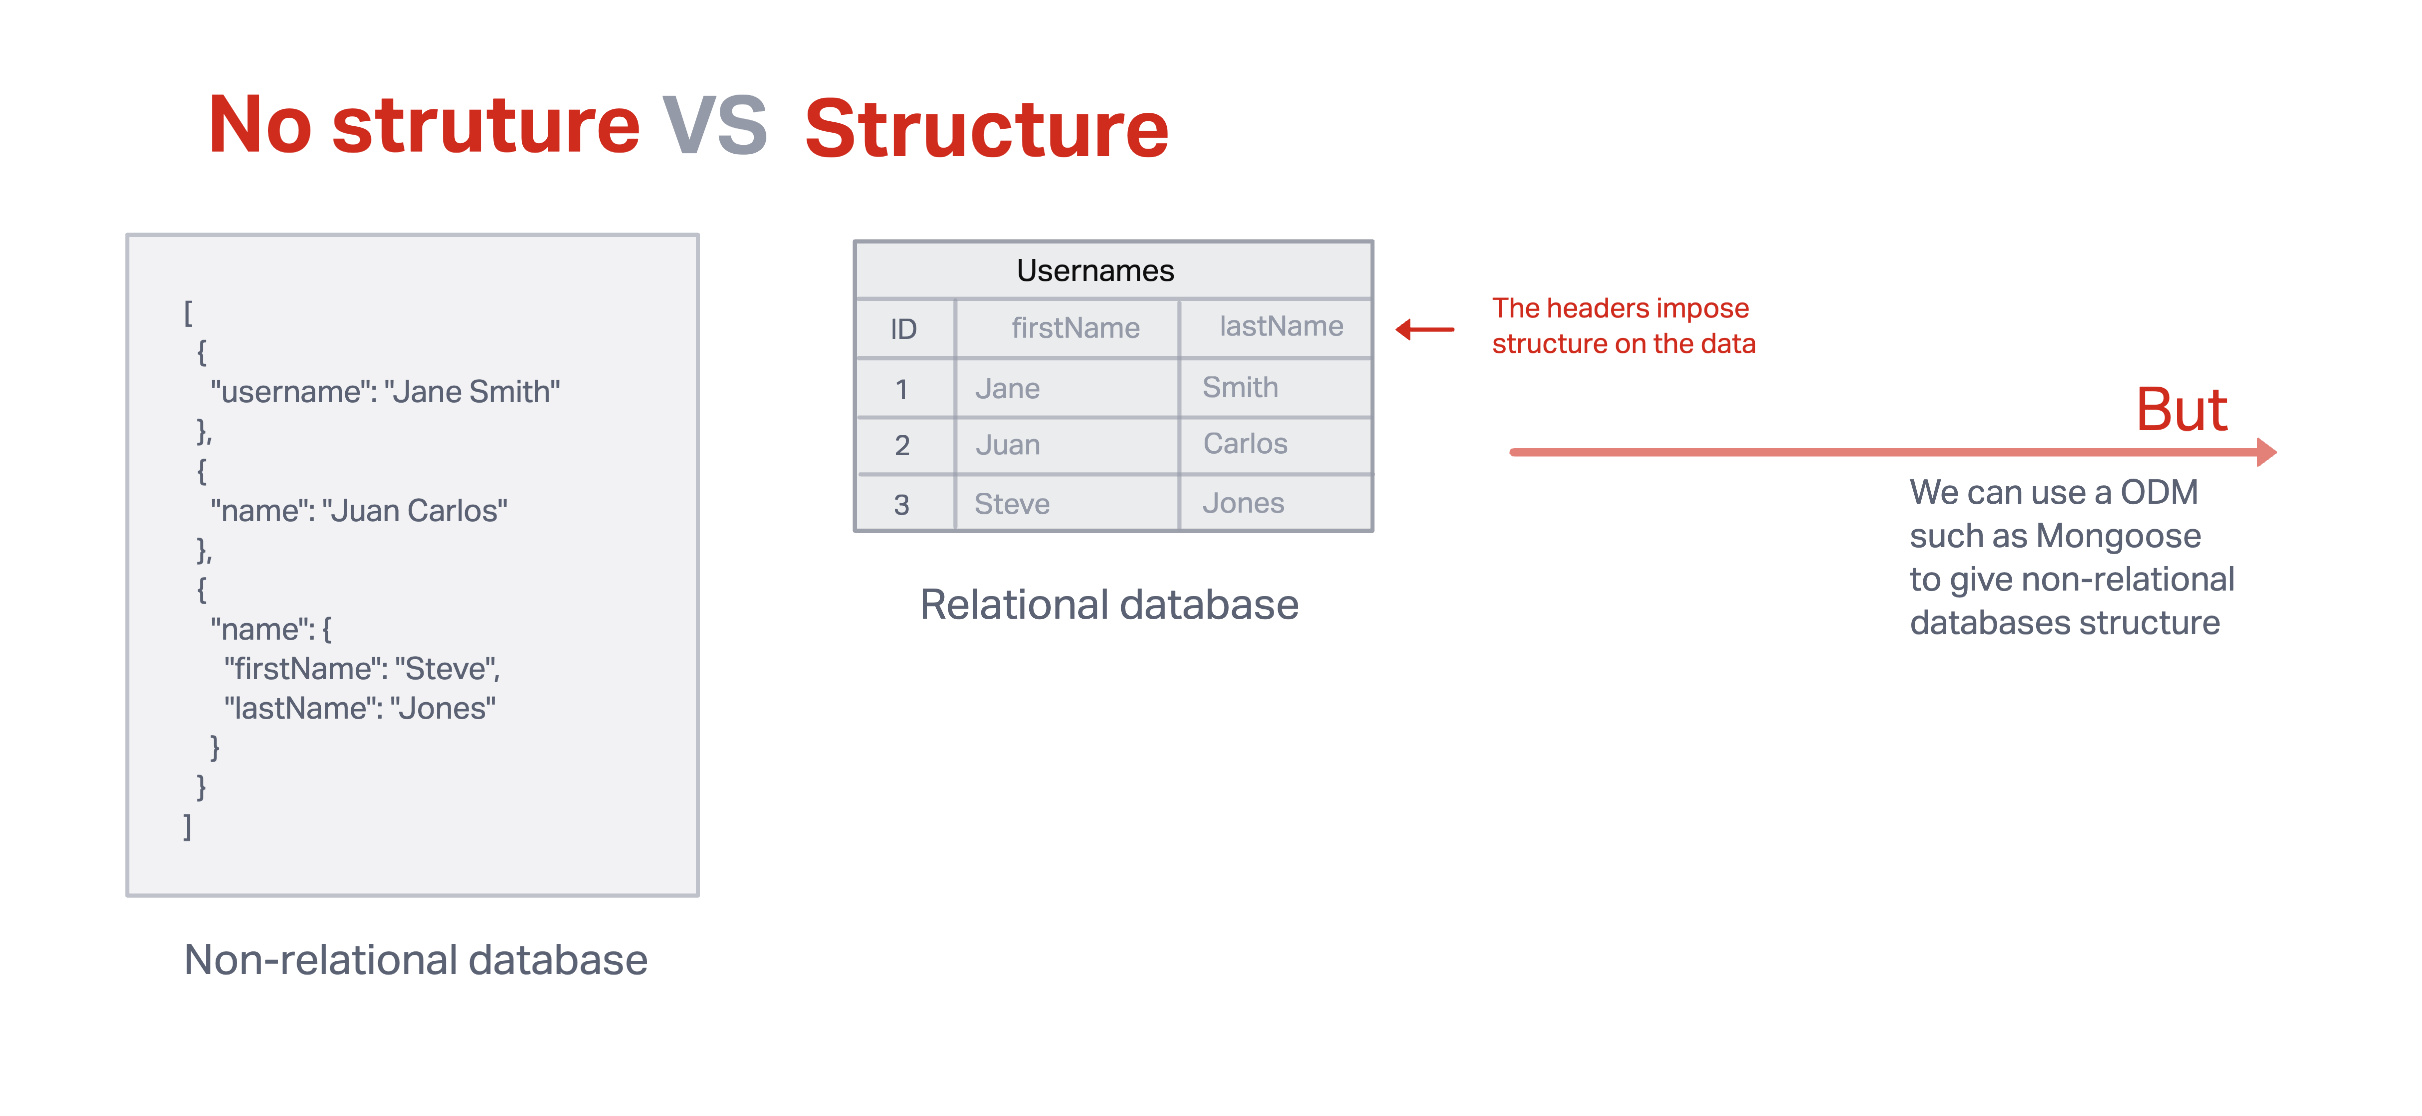 No struture VS Structure
[
{
"username": "Jane Smith"
},
{
"name": "Juan Carlos"
},
{
"name": {
"firstName": "Steve",
"lastName": "Jones"
}
}
]
Non-relational database
Usernames
ID firstName lastName
1 Jane Smith
2 Juan Carlos
3 Steve Jones
Relational database
The headers impose
structure on the data
But
We can use a ODM
such as Mongoose
to give non-relational
databases structure